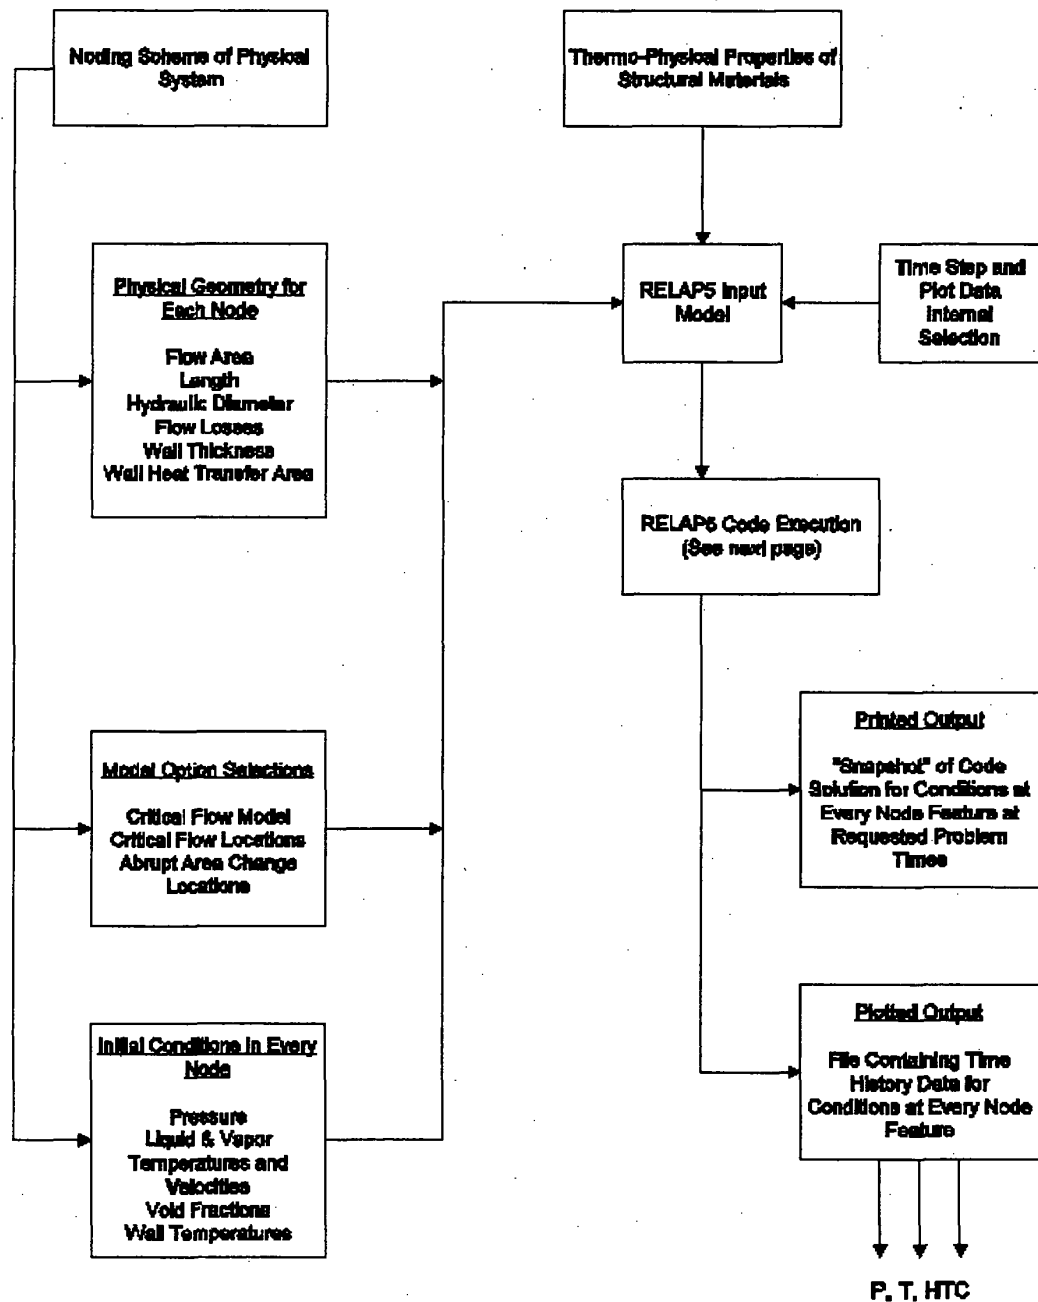 Noding Scheme of Physical
System
Thermo-Physical Properties of
Structural Materials
Physical Geometry for
Each Node
Flow Area
Length
Hydraulic Diameter
Flow Losses
Wall Thickness
Wall Heat Transfer Area
RELAP5 Input
Model
Time Step and
Plot Data
Internal
Selection
RELAP5 Code Execution
(See next page)
Model Option Selections
Critical Flow Model
Critical Flow Locations
Abrupt Area Change
Locations
Printed Output
"Snapshot" of Code
Solution for Conditions at
Every Node Feature at
Requested Problem
Times
Initial Conditions in Every
Node
Pressure
Liquid & Vapor
Temperatures and
Velocities
Void Fractions
Wall Temperatures
Plotted Output
File Containing Time
History Data for
Conditions at Every Node
Feature
P, T, HTC